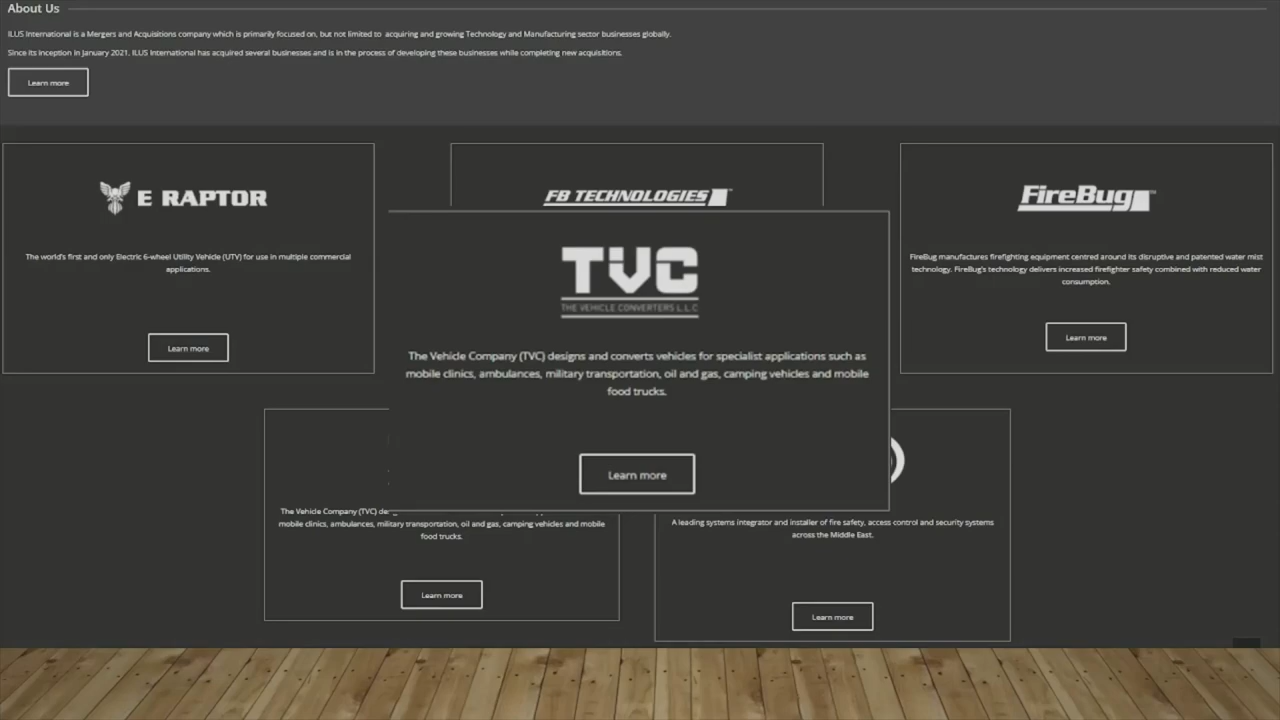 About Us
ILUS International is a Mergers and Acquisitions company which is primarily focused on, but not limited to acquiring and growing Technology and Manufacturing sector businesses globally.
Since its inception in January 2021, ILUS International has acquired several businesses and is in the process of developing these businesses while completing new acquisitions.
Learn more
E RAPTOR
The world's first and only Electric 6-wheel Utility Vehicle (UTV) for use in multiple commercial
applications.
Learn more
FB TECHNOLOGIES
FireBug™
FireBug manufactures firefighting equipment centred around its disruptive and patented water mist
technology. FireBug's technology delivers increased firefighter safety combined with reduced water
consumption.
Learn more
TVC
THE VEHICLE CONVERTERS L.L.C
The Vehicle Company (TVC) designs and converts vehicles for specialist applications such as
mobile clinics, ambulances, military transportation, oil and gas, camping vehicles and mobile
food trucks.
Learn more
The Vehicle Company (TVC)
mobile clinics, ambulances, military transportation, oil and gas, camping vehicles and mobile
food trucks.
Learn more
A leading systems integrator and installer of fire safety, access control and security systems
across the Middle East.
Learn more